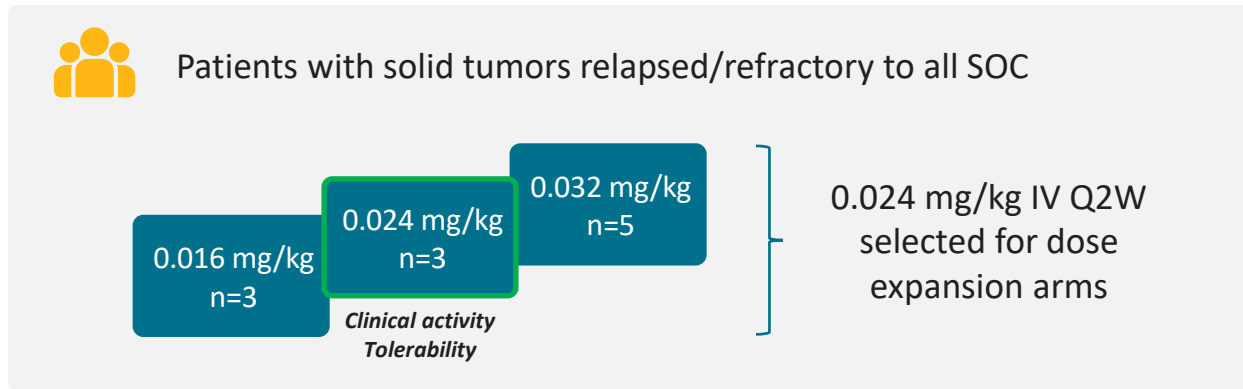 Patients with solid tumors relapsed/refractory to all SOC
0.016 mg/kg
n=3
0.024 mg/kg
n=3
Clinical activity
Tolerability
0.032 mg/kg
n=5
0.024 mg/kg IV Q2W
selected for dose
expansion arms